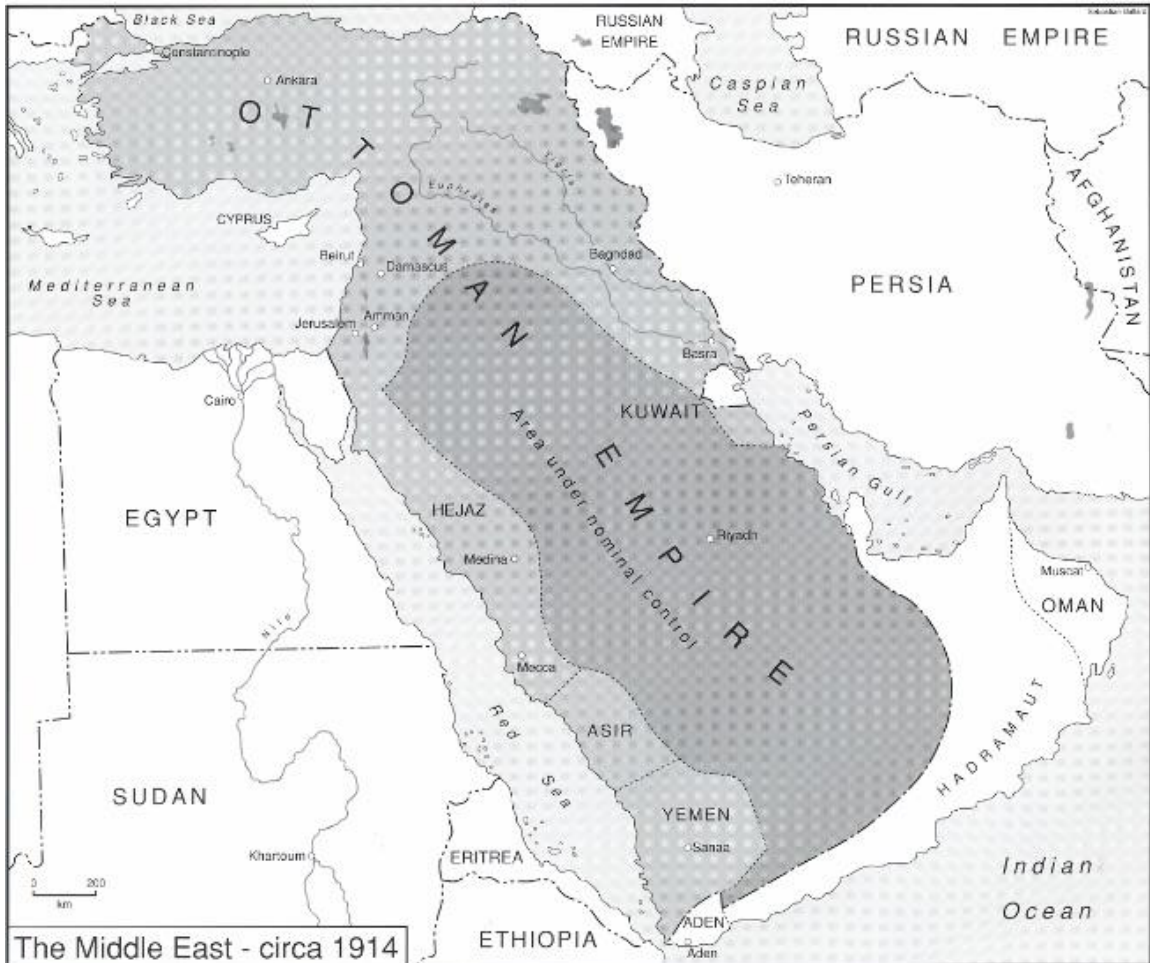 Black Sea
Constantinople
Ankara
RUSSIAN
EMPIRE
RUSSIAN EMPIRE
Caspian
Sea
Teheran
AFGHANISTAN
OTTOMAN EMPIRE
Tigris
Euphrates
CYPRUS
Beirut
Damascus
Baghdad
Mediterranean
Sea
PERSIA
Jerusalem
Amman
Basra
Cairo
KUWAIT
Persian Gulf
Area under nominal control
EGYPT
HEJAZ
Medina
Riyadh
Muscat
OMAN
Nile
Mecca
Red Sea
ASIR
HADRAMAUT
SUDAN
YEMEN
Sanaa
Khartoum
ERITREA
Indian
Ocean
0 200
km
ADEN
Aden
ETHIOPIA
The Middle East - circa 1914